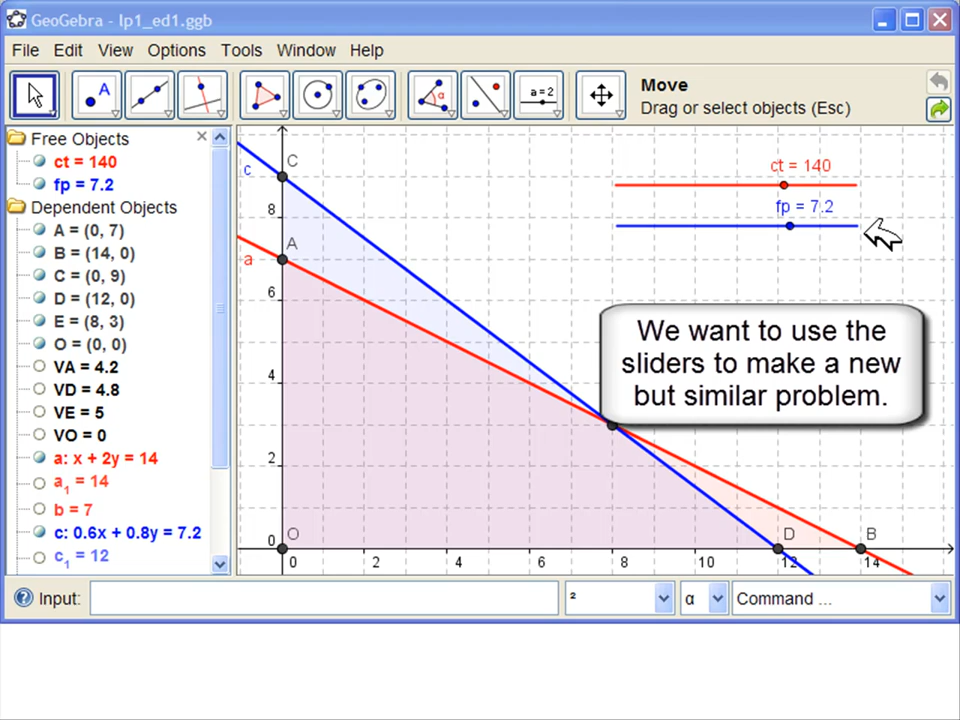 GeoGebra - lp1_ed1.ggb
File Edit View Options Tools Window Help
A
α
a = 2
Move
Drag or select objects (Esc)
Free Objects
ct = 140
fp = 7.2
Dependent Objects
A = (0, 7)
B = (14, 0)
C = (0, 9)
D = (12, 0)
E = (8, 3)
O = (0, 0)
VA = 4.2
VD = 4.8
VE = 5
VO = 0
a: x + 2y = 14
a₁ = 14
b = 7
c: 0.6x + 0.8y = 7.2
c₁ = 12
c
C
8
A
a
6
4
2
0
O
D
B
0 2 4 6 8 10 12 14
ct = 140
fp = 7.2
We want to use the
sliders to make a new
but similar problem.
Input:
²
α
Command ...